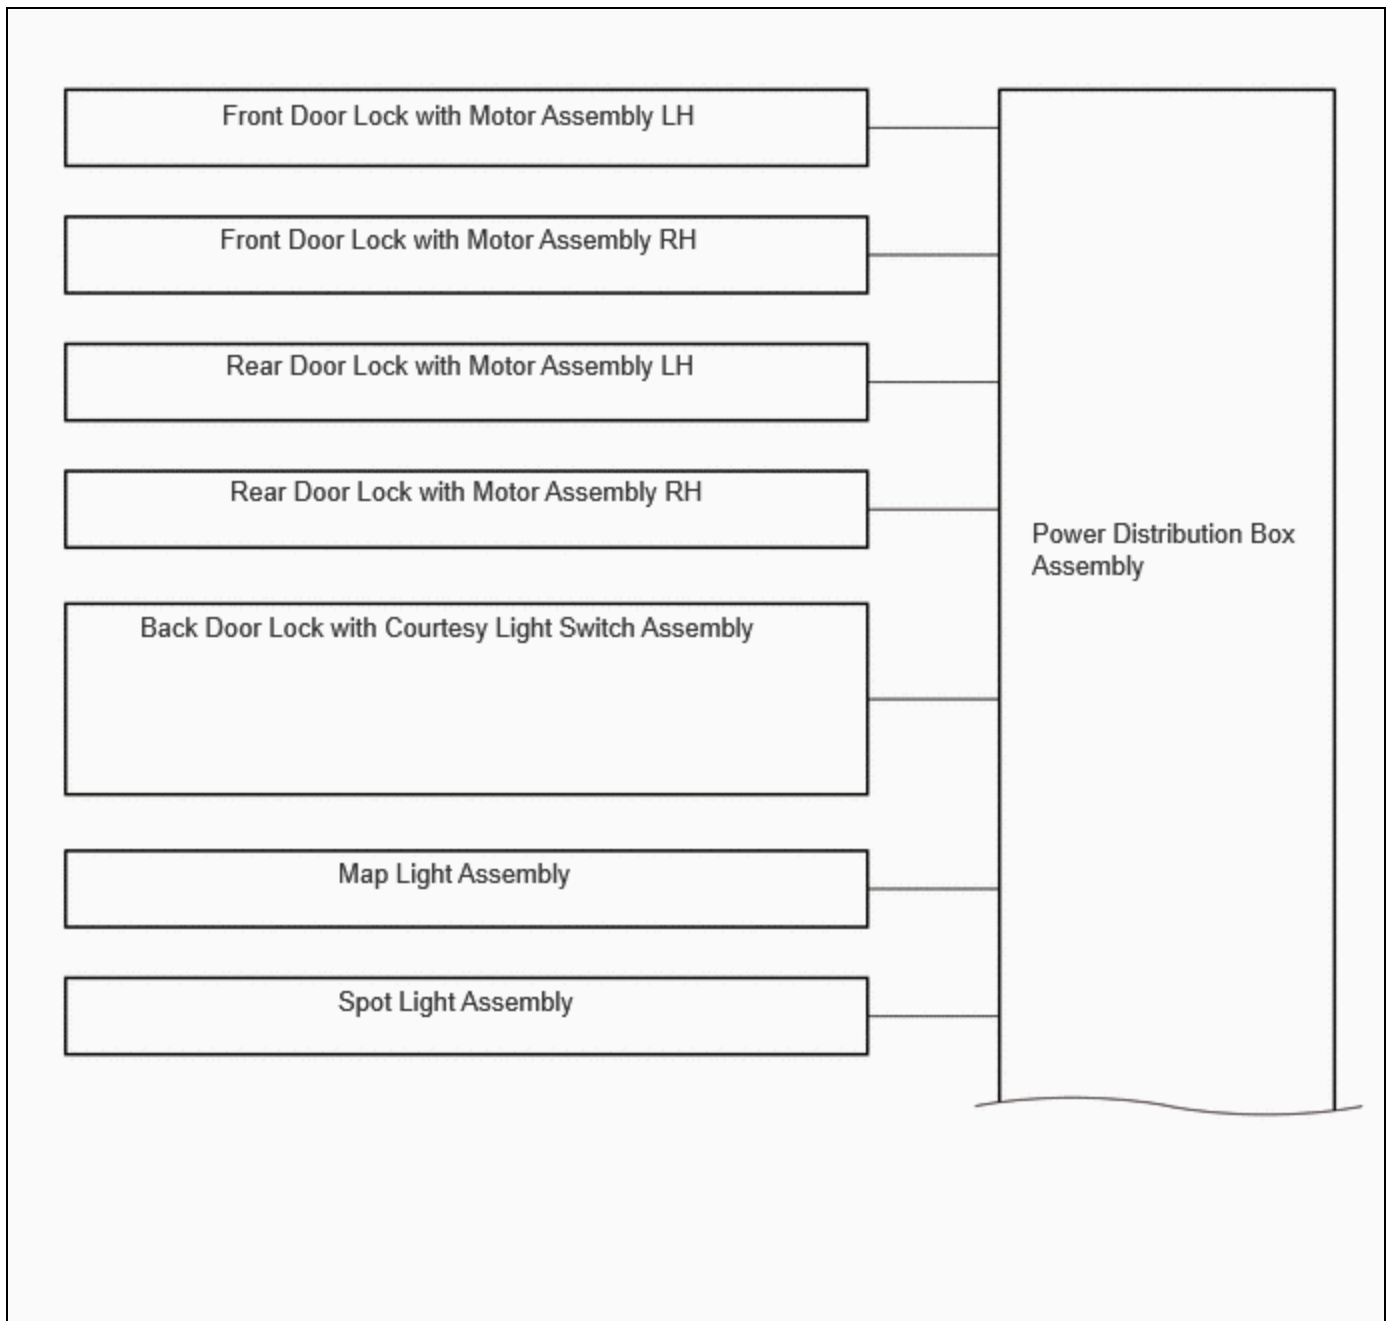 Front Door Lock with Motor Assembly LH
Front Door Lock with Motor Assembly RH
Rear Door Lock with Motor Assembly LH
Rear Door Lock with Motor Assembly RH
Power Distribution Box
Assembly
Back Door Lock with Courtesy Light Switch Assembly
Map Light Assembly
Spot Light Assembly